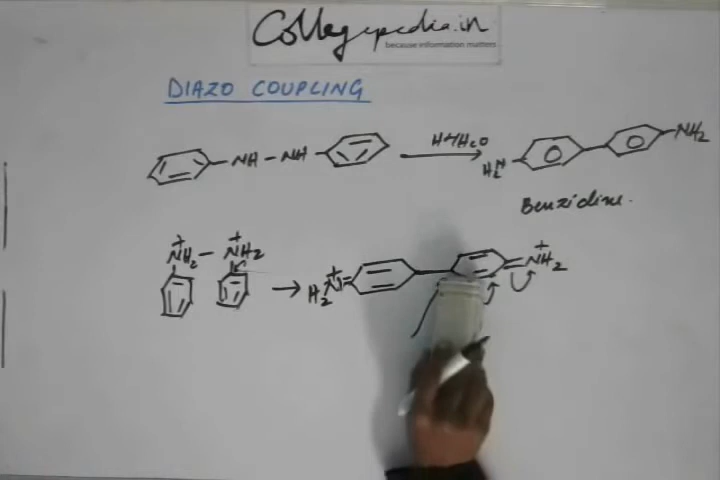 Collegepedia.in
because information matters
DIAZO COUPLING
NH - NH
H+/H2O
H2N
NH2
Benzidine.
+ +
NH2 - NH2
H2N+
+
NH2